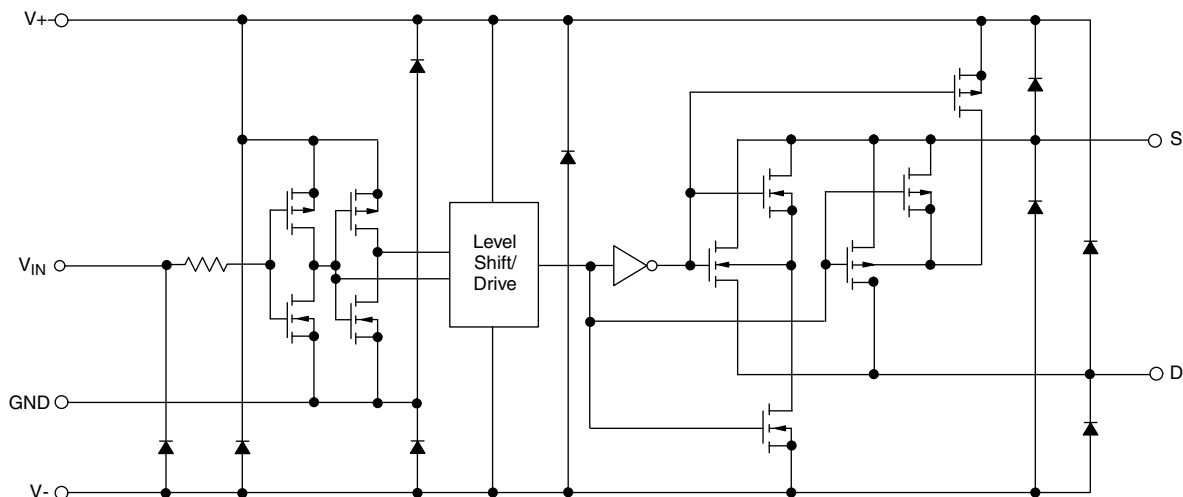 V+
S
Level
Shift/
Drive
VIN
D
GND
V-